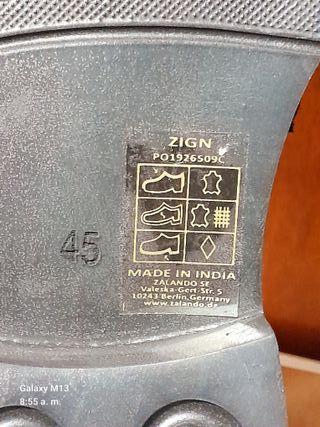 ZIGN
PO1926509C
45
MADE IN INDIA
ZALANDO SE
Valeska-Gert-Str. 5
10243 Berlin, Germany
www.zalando.de
Galaxy M13
8:55 a. m.